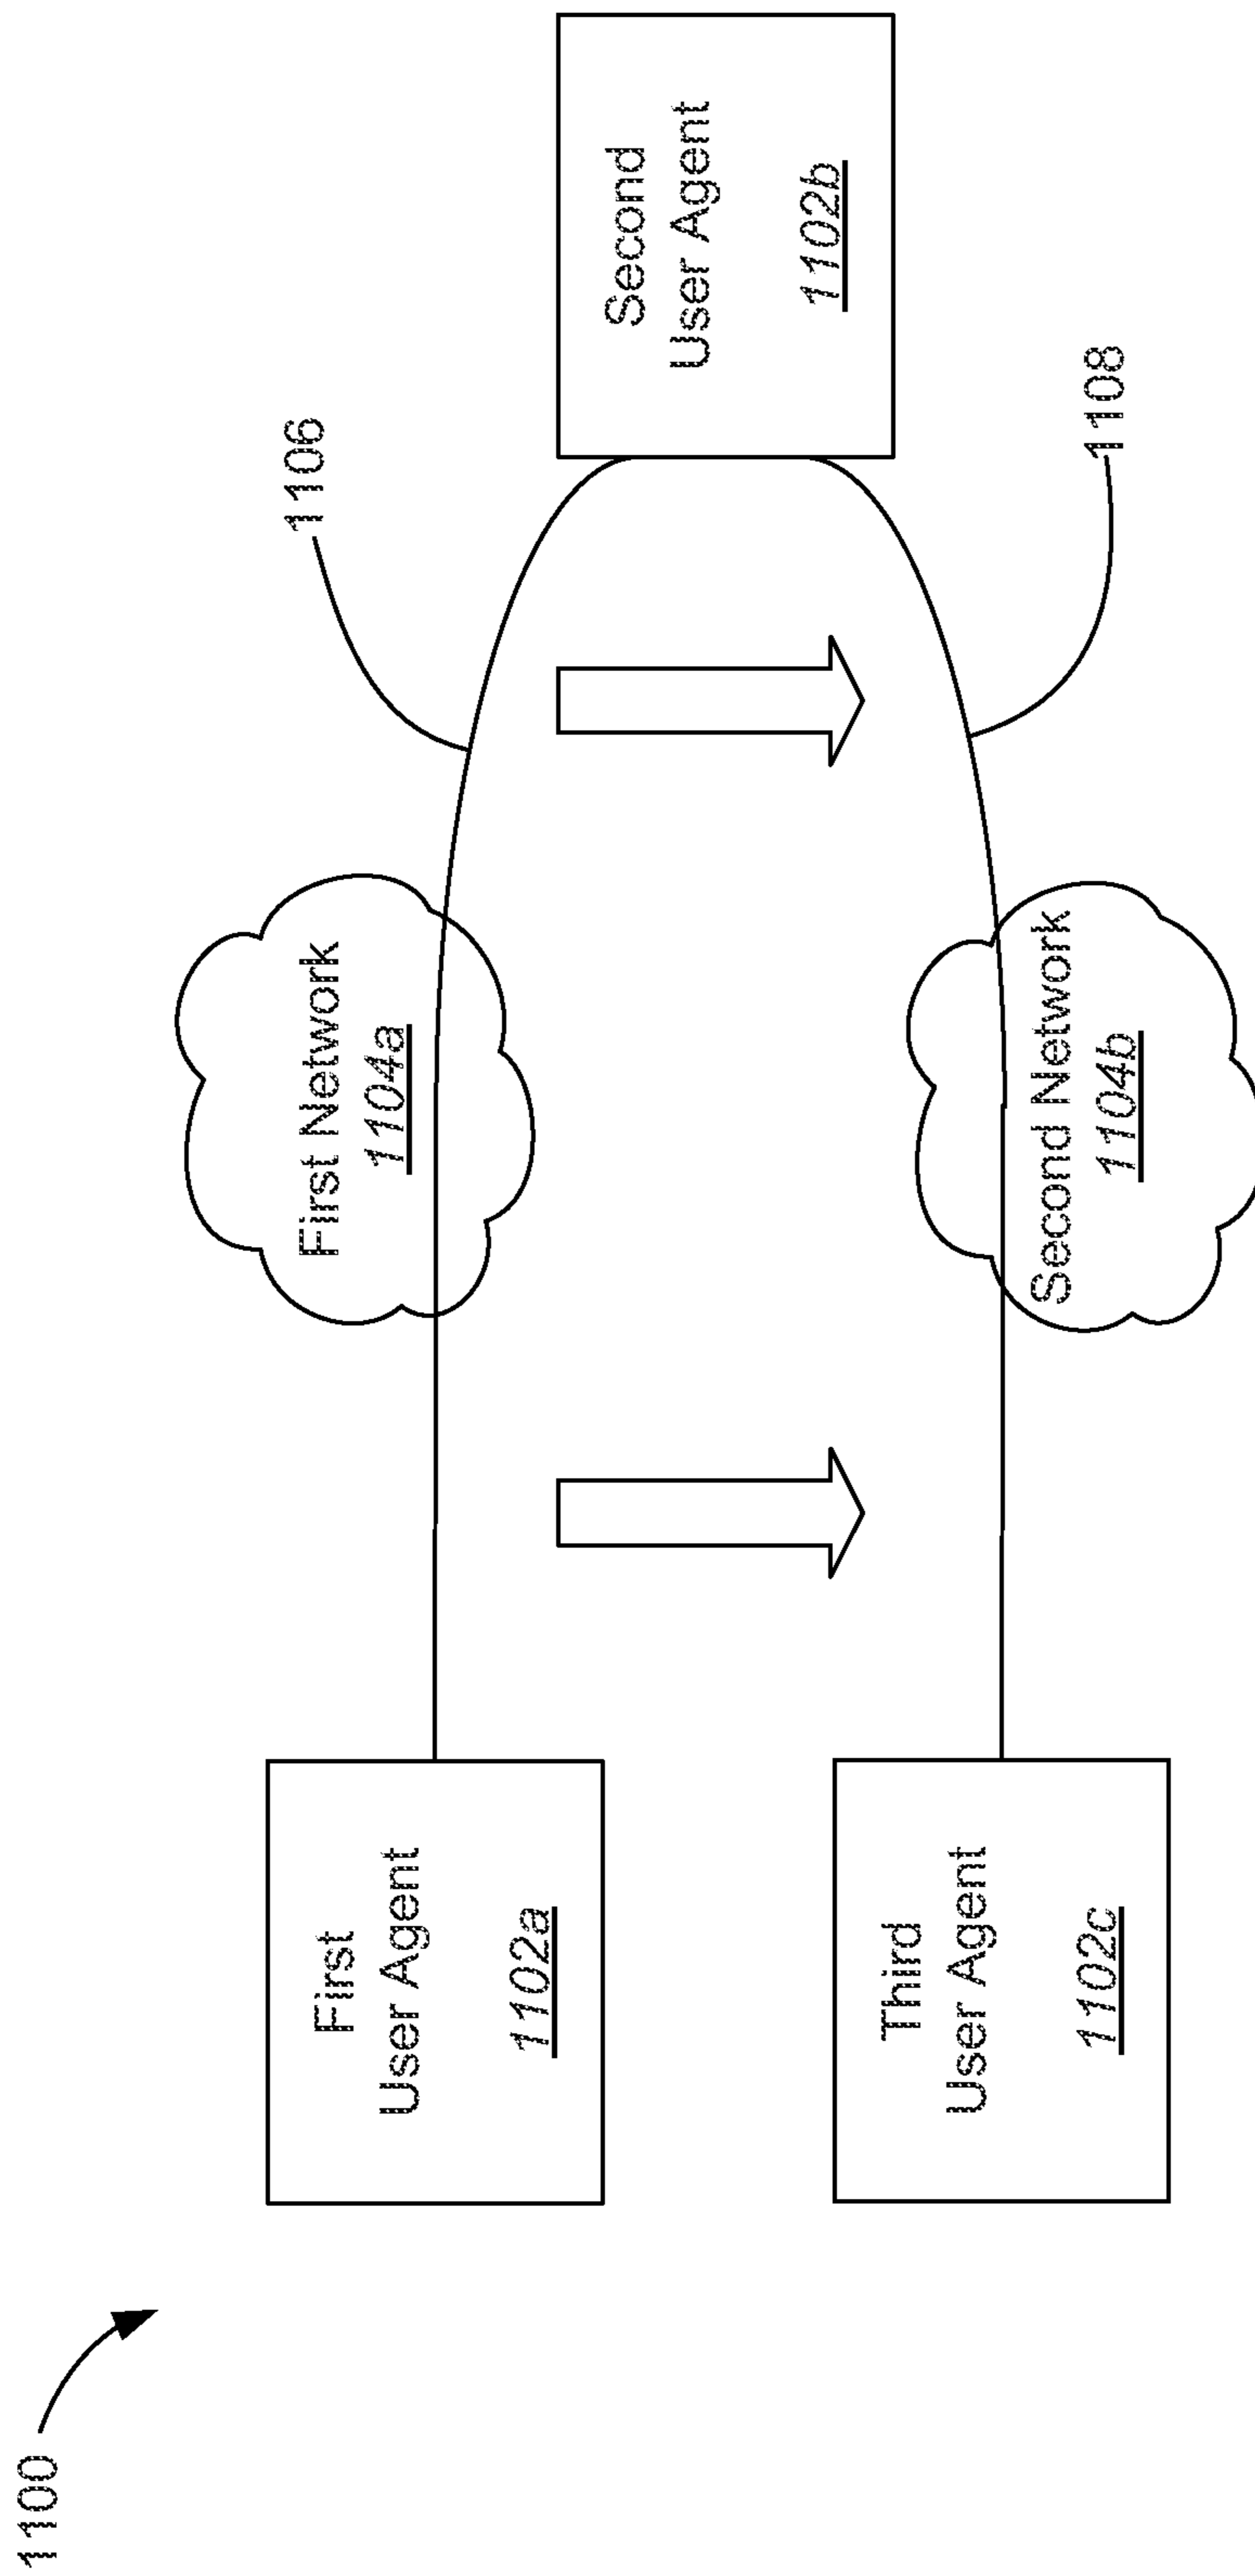 1100
First
User Agent
1102a
Third
User Agent
1102c
First Network
1104a
Second Network
1104b
1106
1108
Second
User Agent
1102b